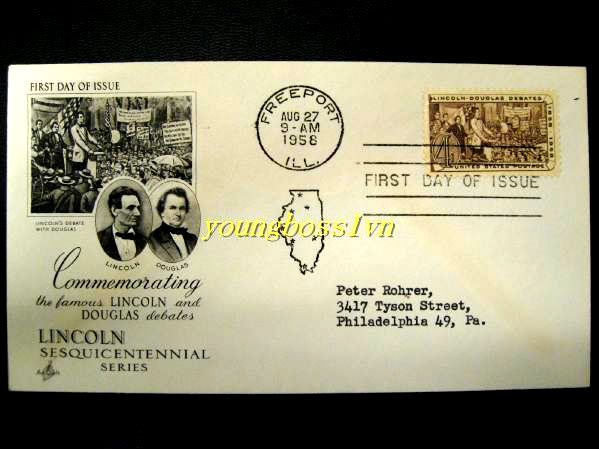 FIRST DAY OF ISSUE
LINCOLN'S DEBATE
WITH DOUGLAS
LINCOLN
DOUGLAS
Commemorating
the famous LINCOLN and
DOUGLAS debates
LINCOLN
SESQUICENTENNIAL
SERIES
FREEPORT
AUG 27
9-AM
1958
ILL.
LINCOLN-DOUGLAS DEBATES
1858 1958
4¢
UNITED STATES POSTAGE
FIRST DAY OF ISSUE
youngboss1vn
Peter Rohrer,
3417 Tyson Street,
Philadelphia 49, Pa.